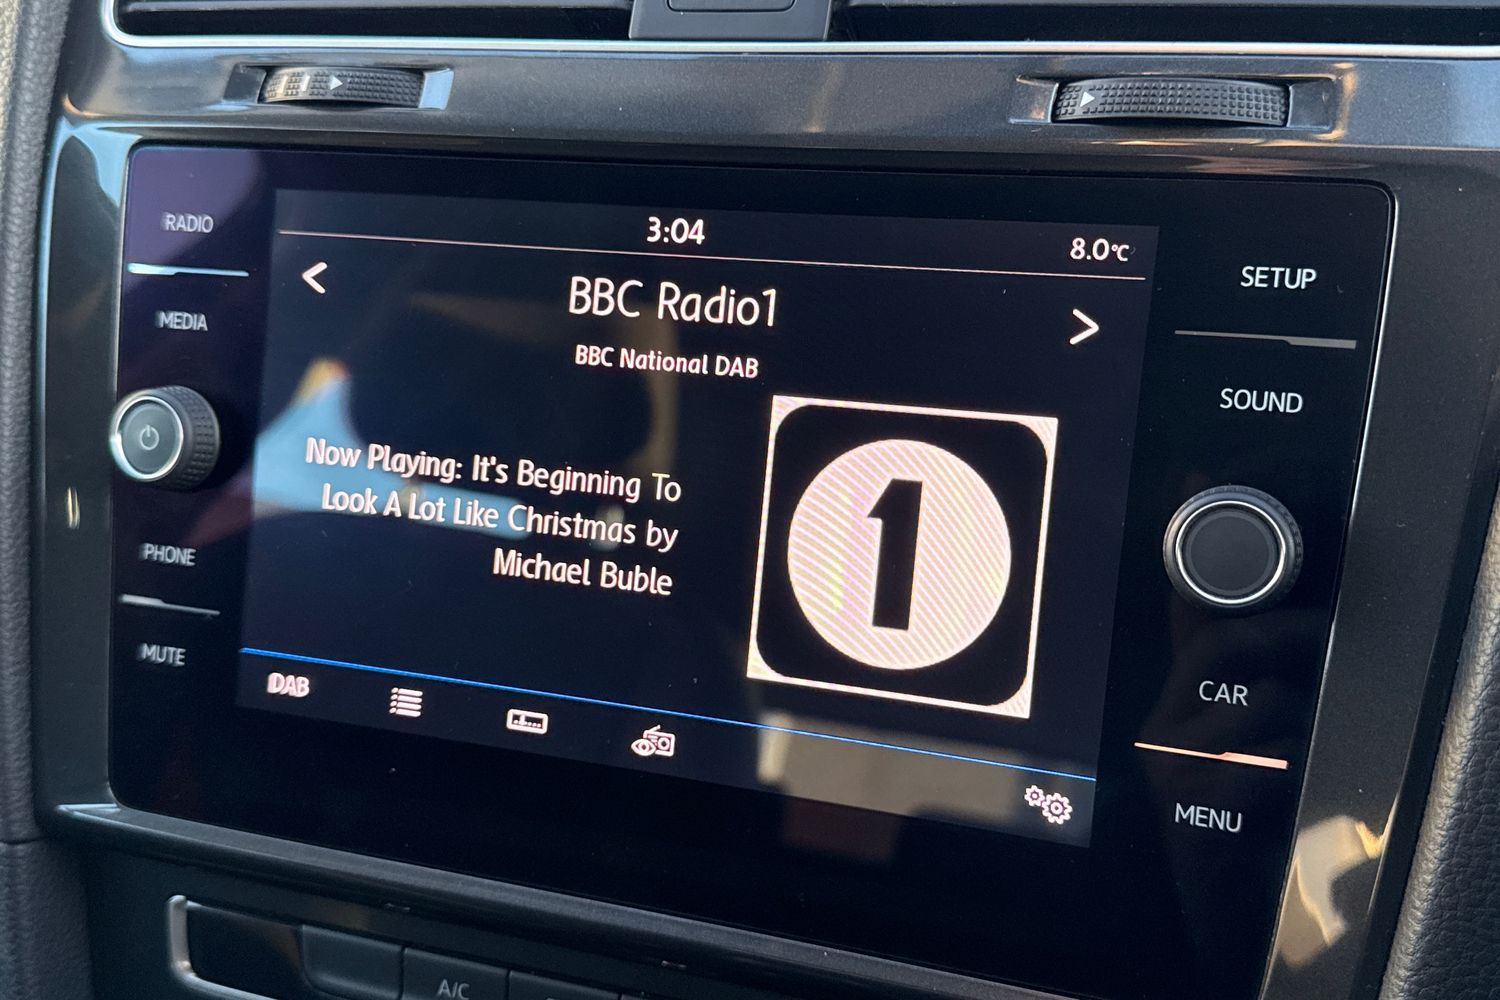 RADIO
MEDIA
PHONE
MUTE
3:04
8.0°C
<
BBC Radio1
>
BBC National DAB
Now Playing: It's Beginning To
Look A Lot Like Christmas by
Michael Buble
1
DAB
SETUP
SOUND
CAR
MENU
A/C